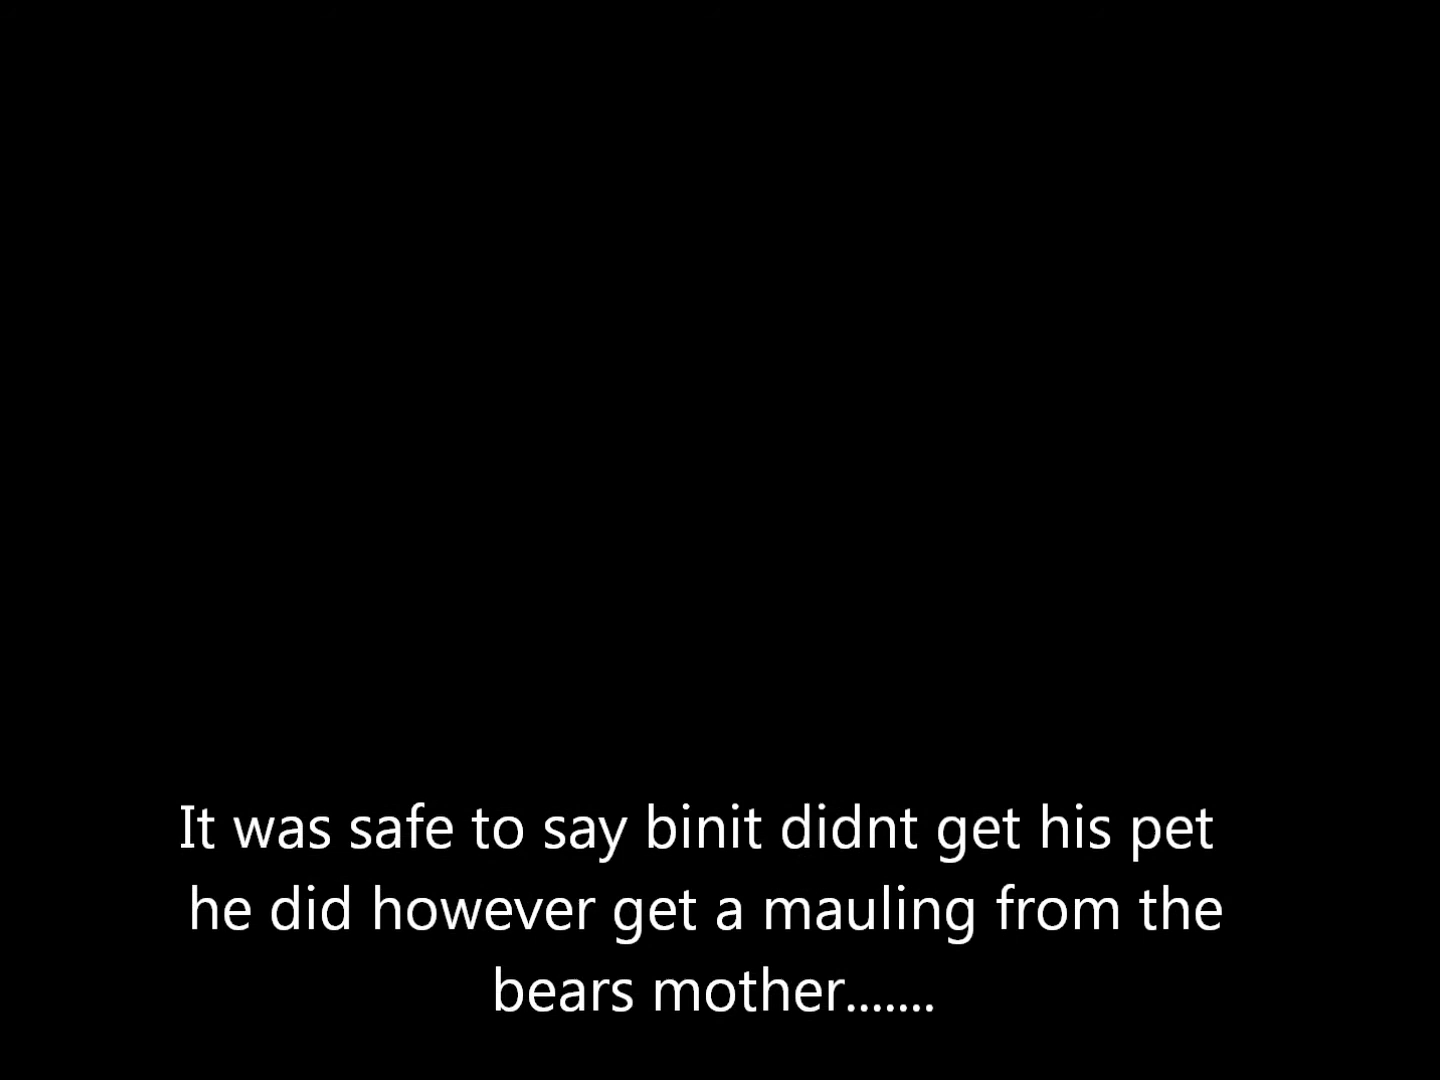 It was safe to say binit didnt get his pet
he did however get a mauling from the
bears mother.......